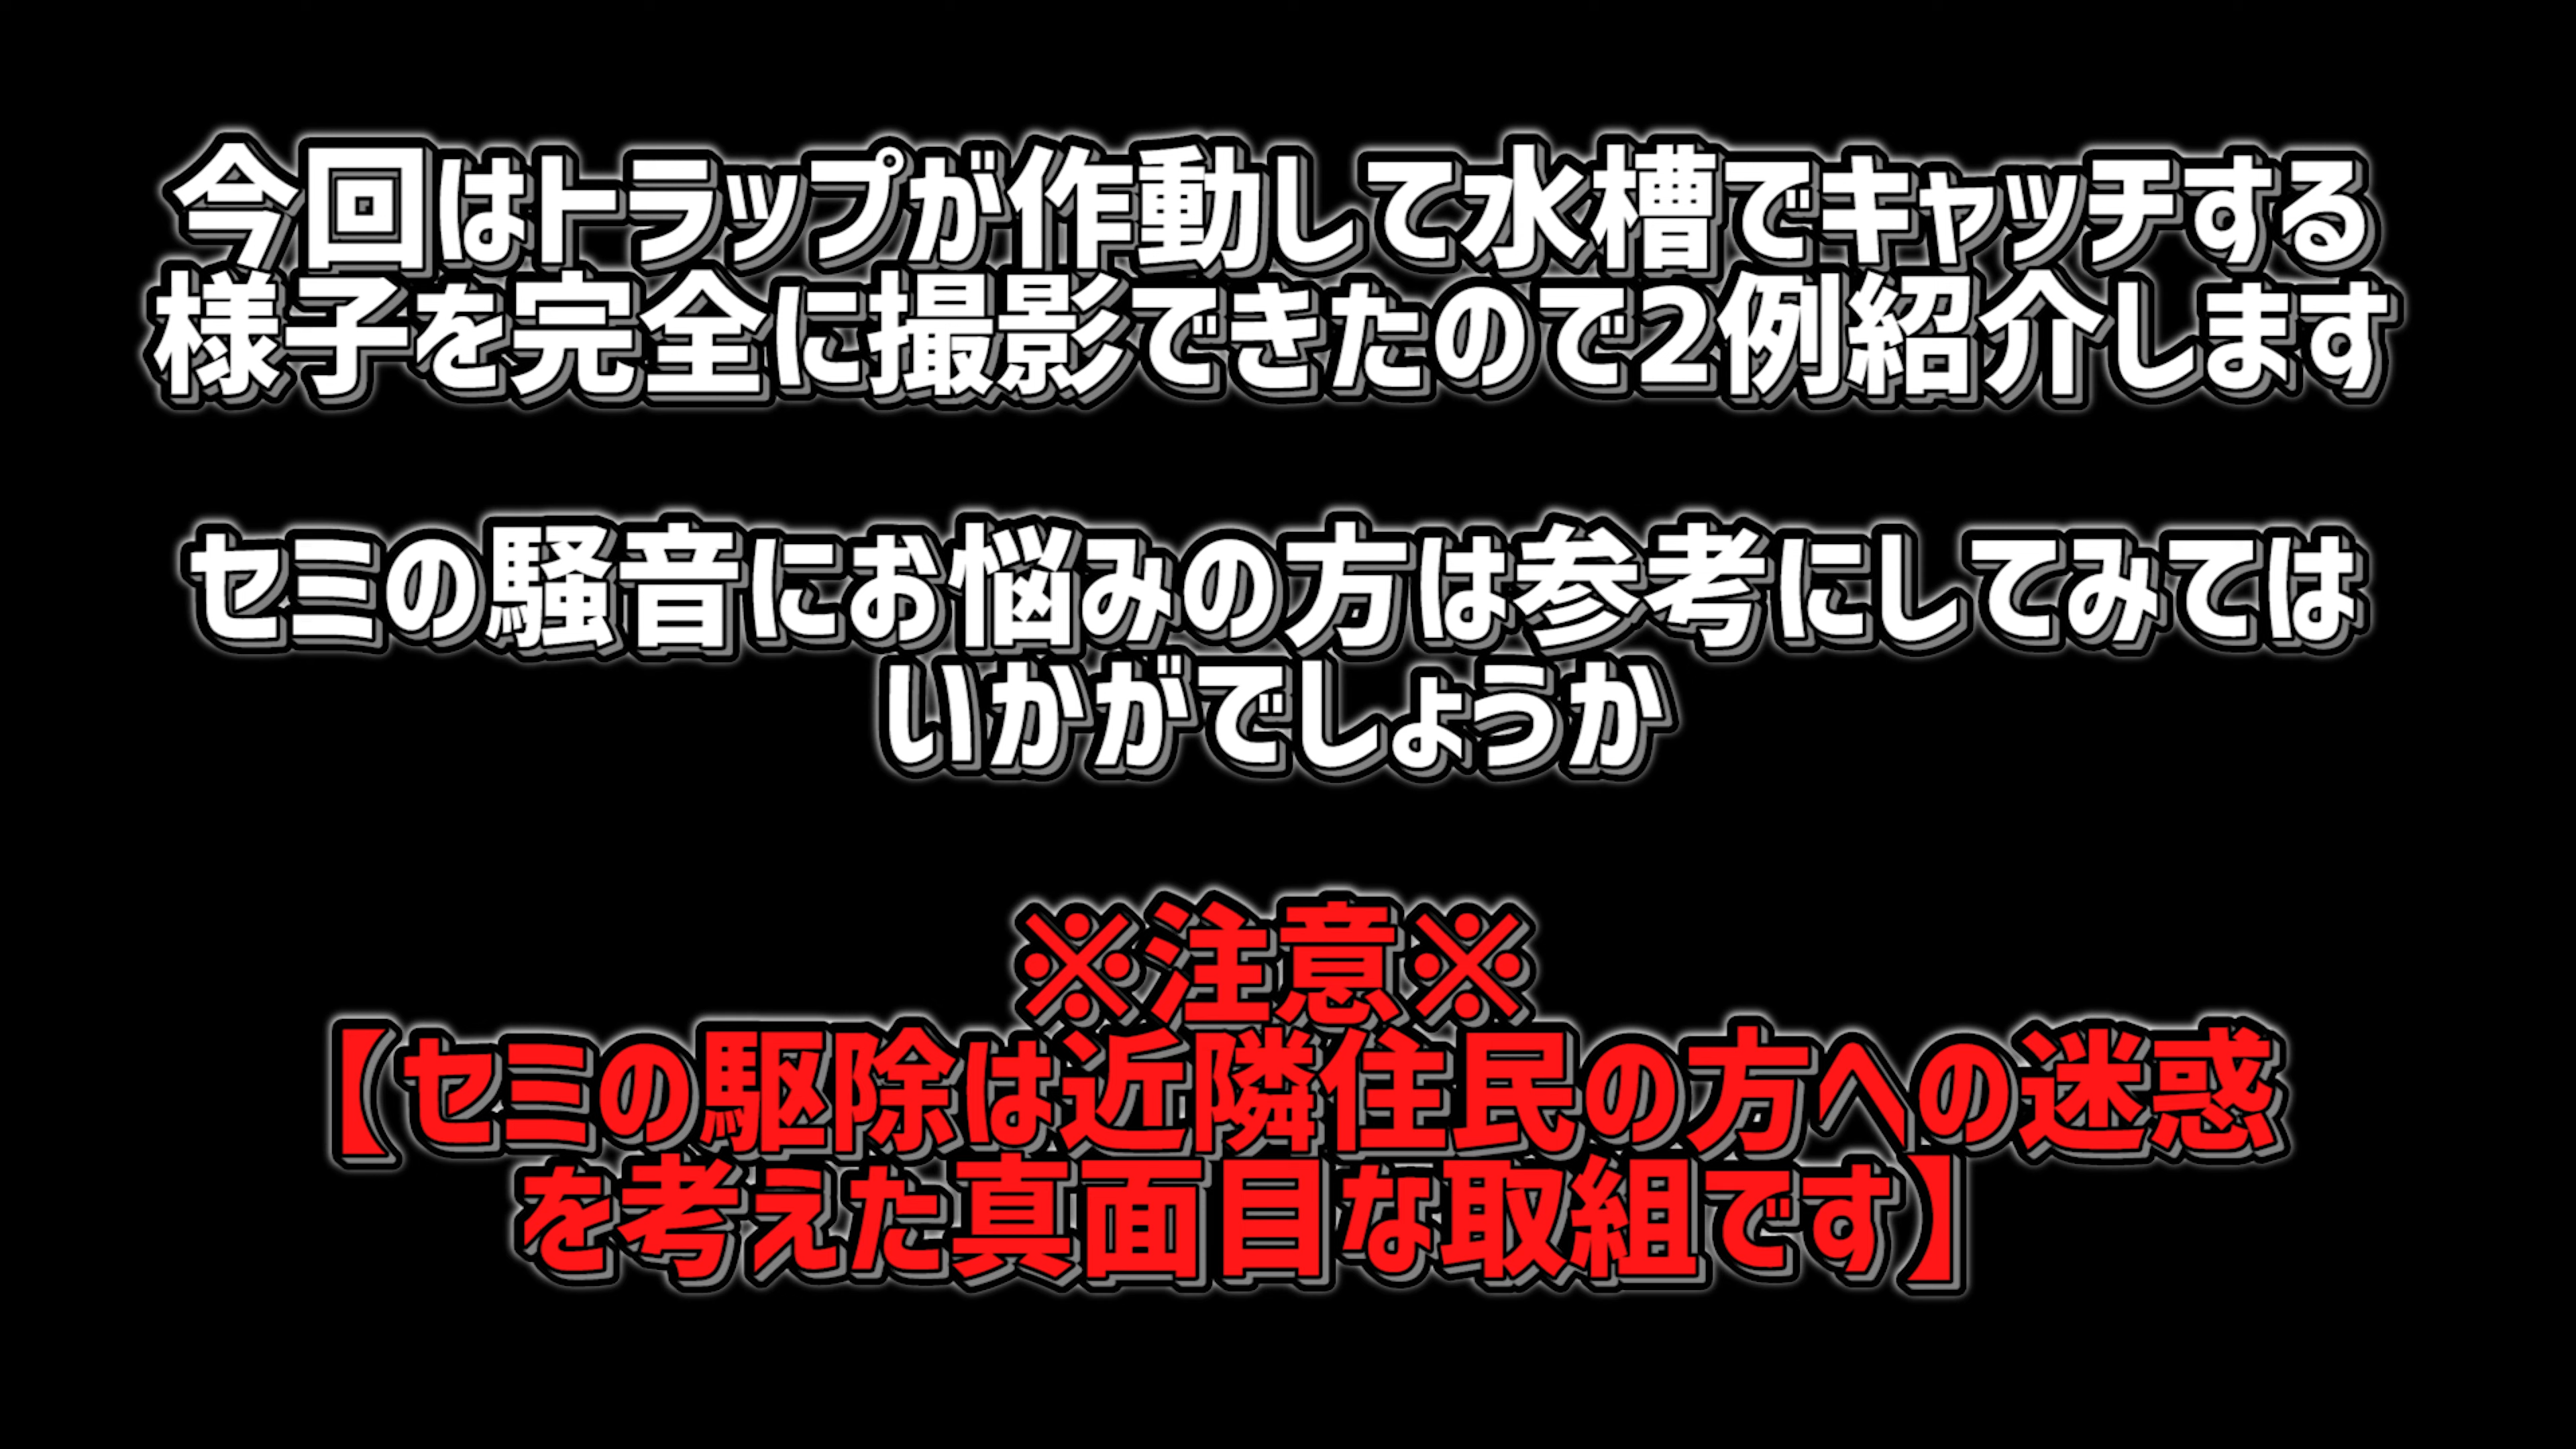 今回はトラップが作動して水槽でキャッチする
様子を完全に撮影できたので2例紹介します
セミの騒音にお悩みの方は参考にしてみては
いかがでしょうか
※注意※
【セミの駆除は近隣住民の方への迷惑
を考えた真面目な取組です】